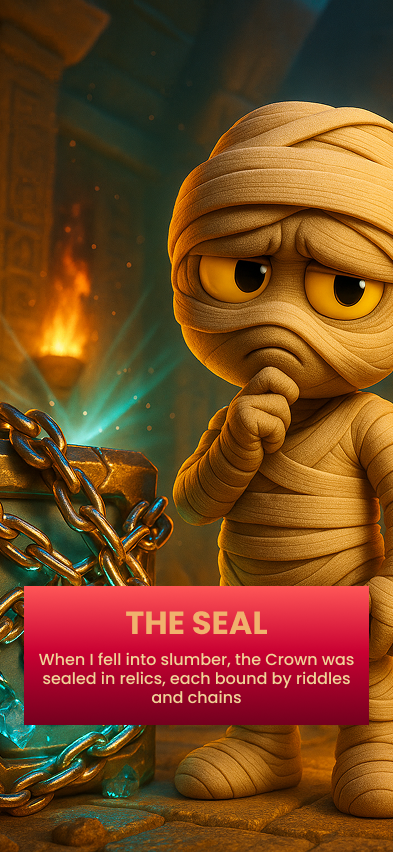 THE SEAL
When I fell into slumber, the Crown was
sealed in relics, each bound by riddles
and chains